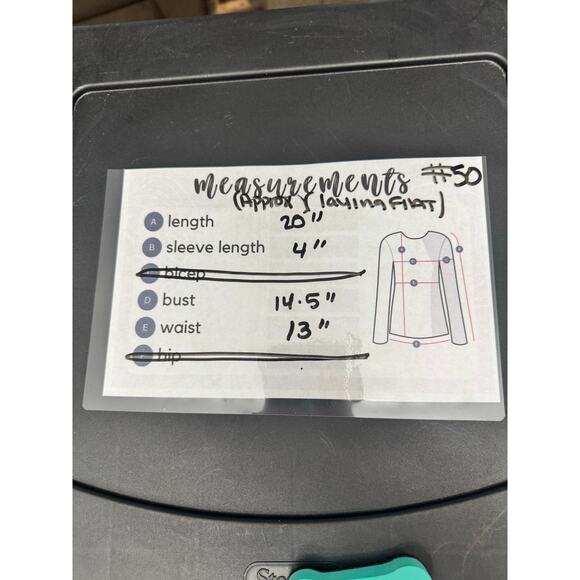 measurements #50
(Approx & laying flat)
A length 20"
B sleeve length 4"
bicep
D bust 14.5"
E waist 13"
hip